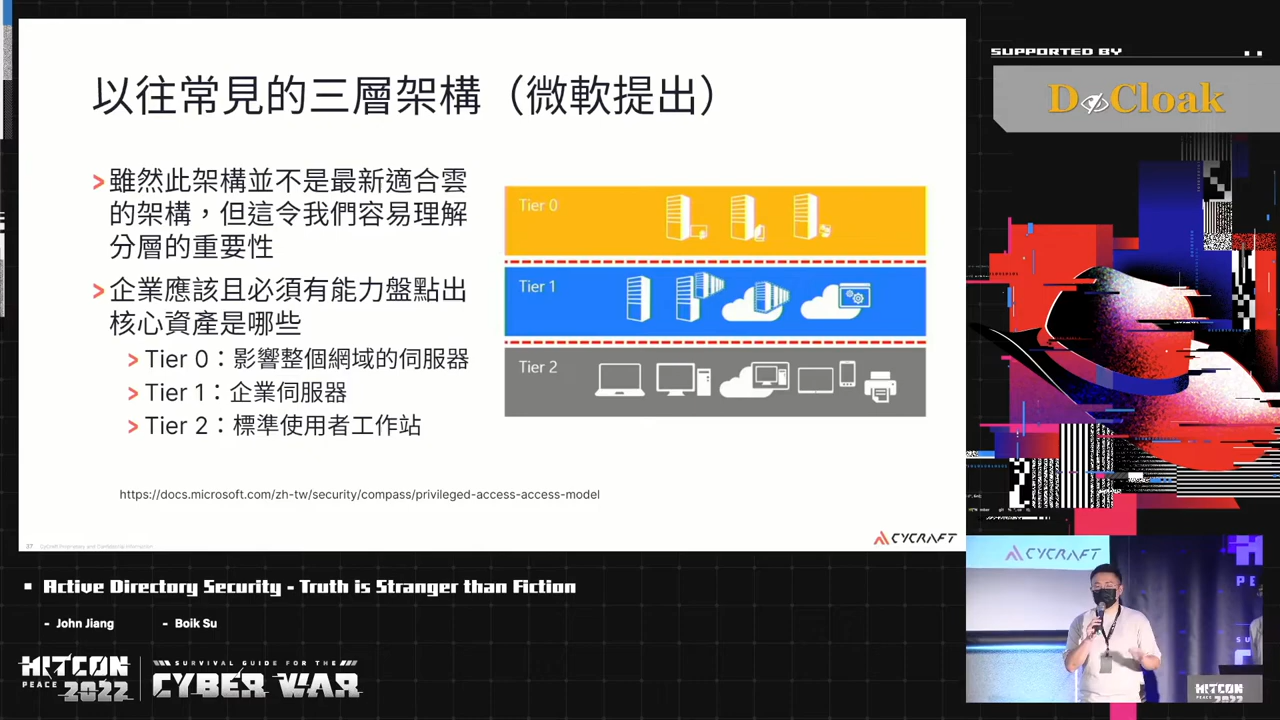 以往常見的三層架構（微軟提出）
雖然此架構並不是最新適合雲
的架構，但這令我們容易理解
分層的重要性
企業應該且必須有能力盤點出
核心資產是哪些
Tier 0：影響整個網域的伺服器
Tier 1：企業伺服器
Tier 2：標準使用者工作站
Tier 0
Tier 1
Tier 2
https://docs.microsoft.com/zh-tw/security/compass/privileged-access-access-model
37 CyCraft Proprietary and Confidential Information
CYCRAFT
SUPPORTED BY
DoCloak
CYCRAFT
HITCON
Active Directory Security - Truth is Stranger than Fiction
- John Jiang
- Boik Su
HITCON
PEACE 2022
SURVIVAL GUIDE FOR THE
CYBER WAR